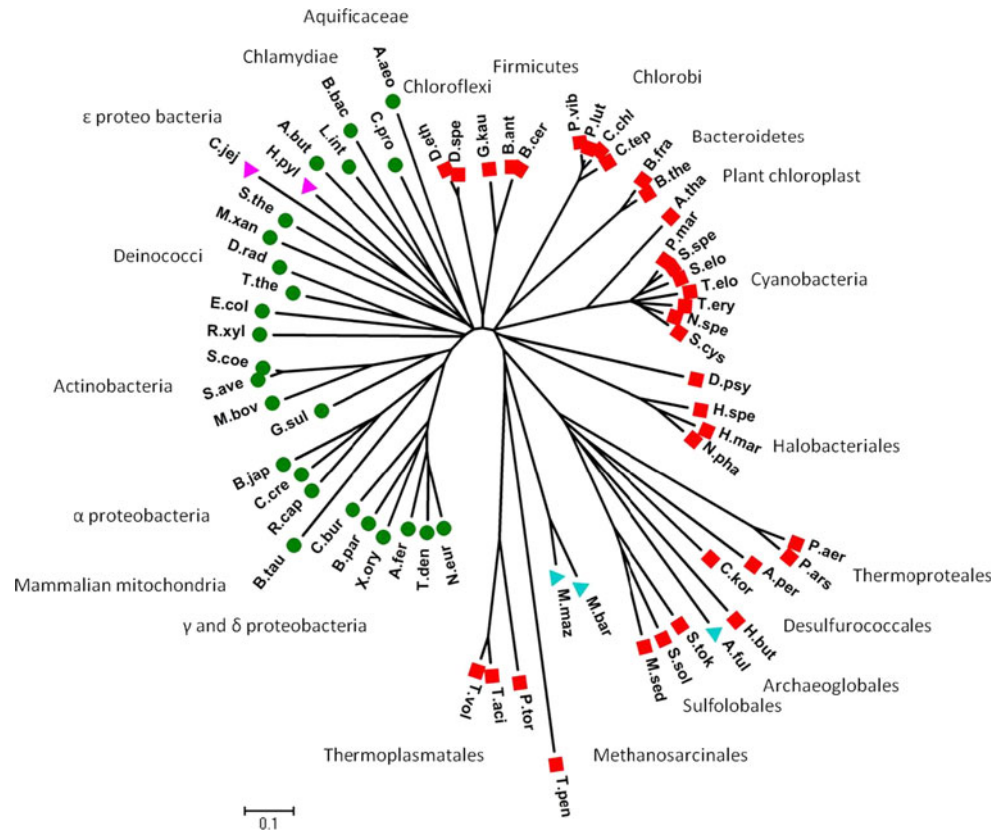 Aquificaceae
Chlamydiae
Chloroflexi
Firmicutes
Chlorobi
Bacteroidetes
Plant chloroplast
Cyanobacteria
Halobacteriales
Thermoproteales
Desulfurococcales
Archaeoglobales
Sulfolobales
Methanosarcinales
Thermoplasmatales
γ and δ proteobacteria
Mammalian mitochondria
α proteobacteria
Actinobacteria
Deinococci
ε proteo bacteria
A.aeo
C.pro
D.eth
D.spe
G.kau
B.ant
B.cer
P.vib
P.lut
C.chl
C.tep
B.fra
B.the
A.tha
P.mar
S.spe
S.elo
T.elo
T.ery
N.spe
S.cys
D.psy
H.spe
H.mar
N.pha
P.aer
P.ars
A.per
C.kor
H.but
A.ful
S.tok
S.sol
M.sed
M.bar
M.maz
T.pen
P.tor
T.aci
T.vol
N.eur
T.den
A.fer
X.ory
B.par
C.bur
B.tau
R.cap
C.cre
B.jap
G.sul
M.bov
S.ave
S.coe
R.xyl
E.col
T.the
D.rad
M.xan
S.the
C.jej
H.pyl
A.but
L.int
B.bac
0.1